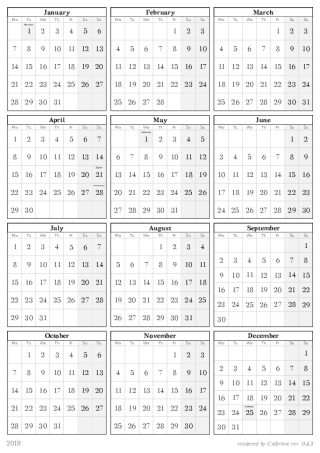 January
Mo Tu We Th Fr Sa Su
1 2 3 4 5 6
7 8 9 10 11 12 13
14 15 16 17 18 19 20
21 22 23 24 25 26 27
28 29 30 31
February
Mo Tu We Th Fr Sa Su
1 2 3
4 5 6 7 8 9 10
11 12 13 14 15 16 17
18 19 20 21 22 23 24
25 26 27 28
March
Mo Tu We Th Fr Sa Su
1 2 3
4 5 6 7 8 9 10
11 12 13 14 15 16 17
18 19 20 21 22 23 24
25 26 27 28 29 30 31
April
Mo Tu We Th Fr Sa Su
1 2 3 4 5 6 7
8 9 10 11 12 13 14
15 16 17 18 19 20 21
22 23 24 25 26 27 28
29 30
May
Mo Tu We Th Fr Sa Su
1 2 3 4 5
6 7 8 9 10 11 12
13 14 15 16 17 18 19
20 21 22 23 24 25 26
27 28 29 30 31
June
Mo Tu We Th Fr Sa Su
1 2
3 4 5 6 7 8 9
10 11 12 13 14 15 16
17 18 19 20 21 22 23
24 25 26 27 28 29 30
July
Mo Tu We Th Fr Sa Su
1 2 3 4 5 6 7
8 9 10 11 12 13 14
15 16 17 18 19 20 21
22 23 24 25 26 27 28
29 30 31
August
Mo Tu We Th Fr Sa Su
1 2 3 4
5 6 7 8 9 10 11
12 13 14 15 16 17 18
19 20 21 22 23 24 25
26 27 28 29 30 31
September
Mo Tu We Th Fr Sa Su
1
2 3 4 5 6 7 8
9 10 11 12 13 14 15
16 17 18 19 20 21 22
23 24 25 26 27 28 29
30
October
Mo Tu We Th Fr Sa Su
1 2 3 4 5 6
7 8 9 10 11 12 13
14 15 16 17 18 19 20
21 22 23 24 25 26 27
28 29 30 31
November
Mo Tu We Th Fr Sa Su
1 2 3
4 5 6 7 8 9 10
11 12 13 14 15 16 17
18 19 20 21 22 23 24
25 26 27 28 29 30
December
Mo Tu We Th Fr Sa Su
1
2 3 4 5 6 7 8
9 10 11 12 13 14 15
16 17 18 19 20 21 22
23 24 25 26 27 28 29
30 31
2019
rendered by Callirhoe ver. 0.4.3